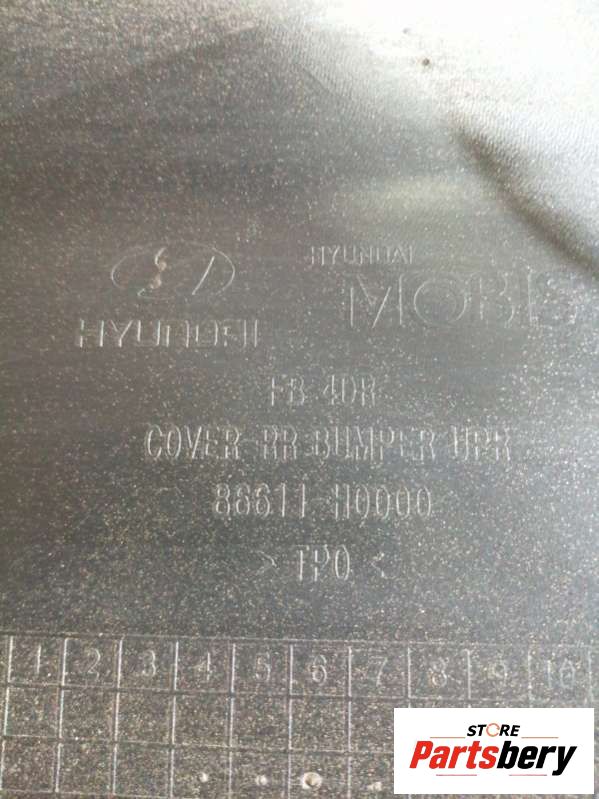 HYUNDAI
HYUNDAI
MOBIS
FB 4DR
COVER-RR BUMPER UPR
86611-H0000
> TPO <
1 2 3 4 5 6 7 8 9 10
STORE
Partsbery